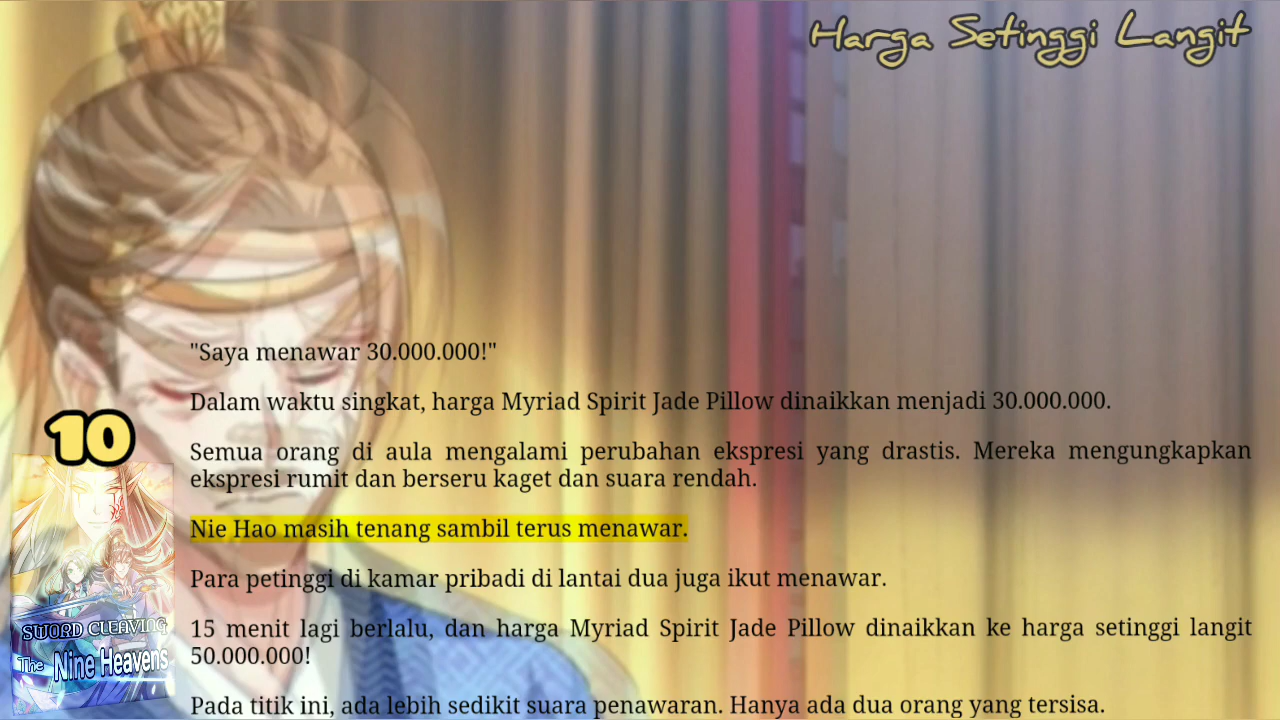 Harga Setinggi Langit
"Saya menawar 30.000.000!"
Dalam waktu singkat, harga Myriad Spirit Jade Pillow dinaikkan menjadi 30.000.000.
Semua orang di aula mengalami perubahan ekspresi yang drastis. Mereka mengungkapkan
ekspresi rumit dan berseru kaget dan suara rendah.
Nie Hao masih tenang sambil terus menawar.
Para petinggi di kamar pribadi di lantai dua juga ikut menawar.
15 menit lagi berlalu, dan harga Myriad Spirit Jade Pillow dinaikkan ke harga setinggi langit
50.000.000!
Pada titik ini, ada lebih sedikit suara penawaran. Hanya ada dua orang yang tersisa.
10
SWORD CLEAVING
The Nine Heavens